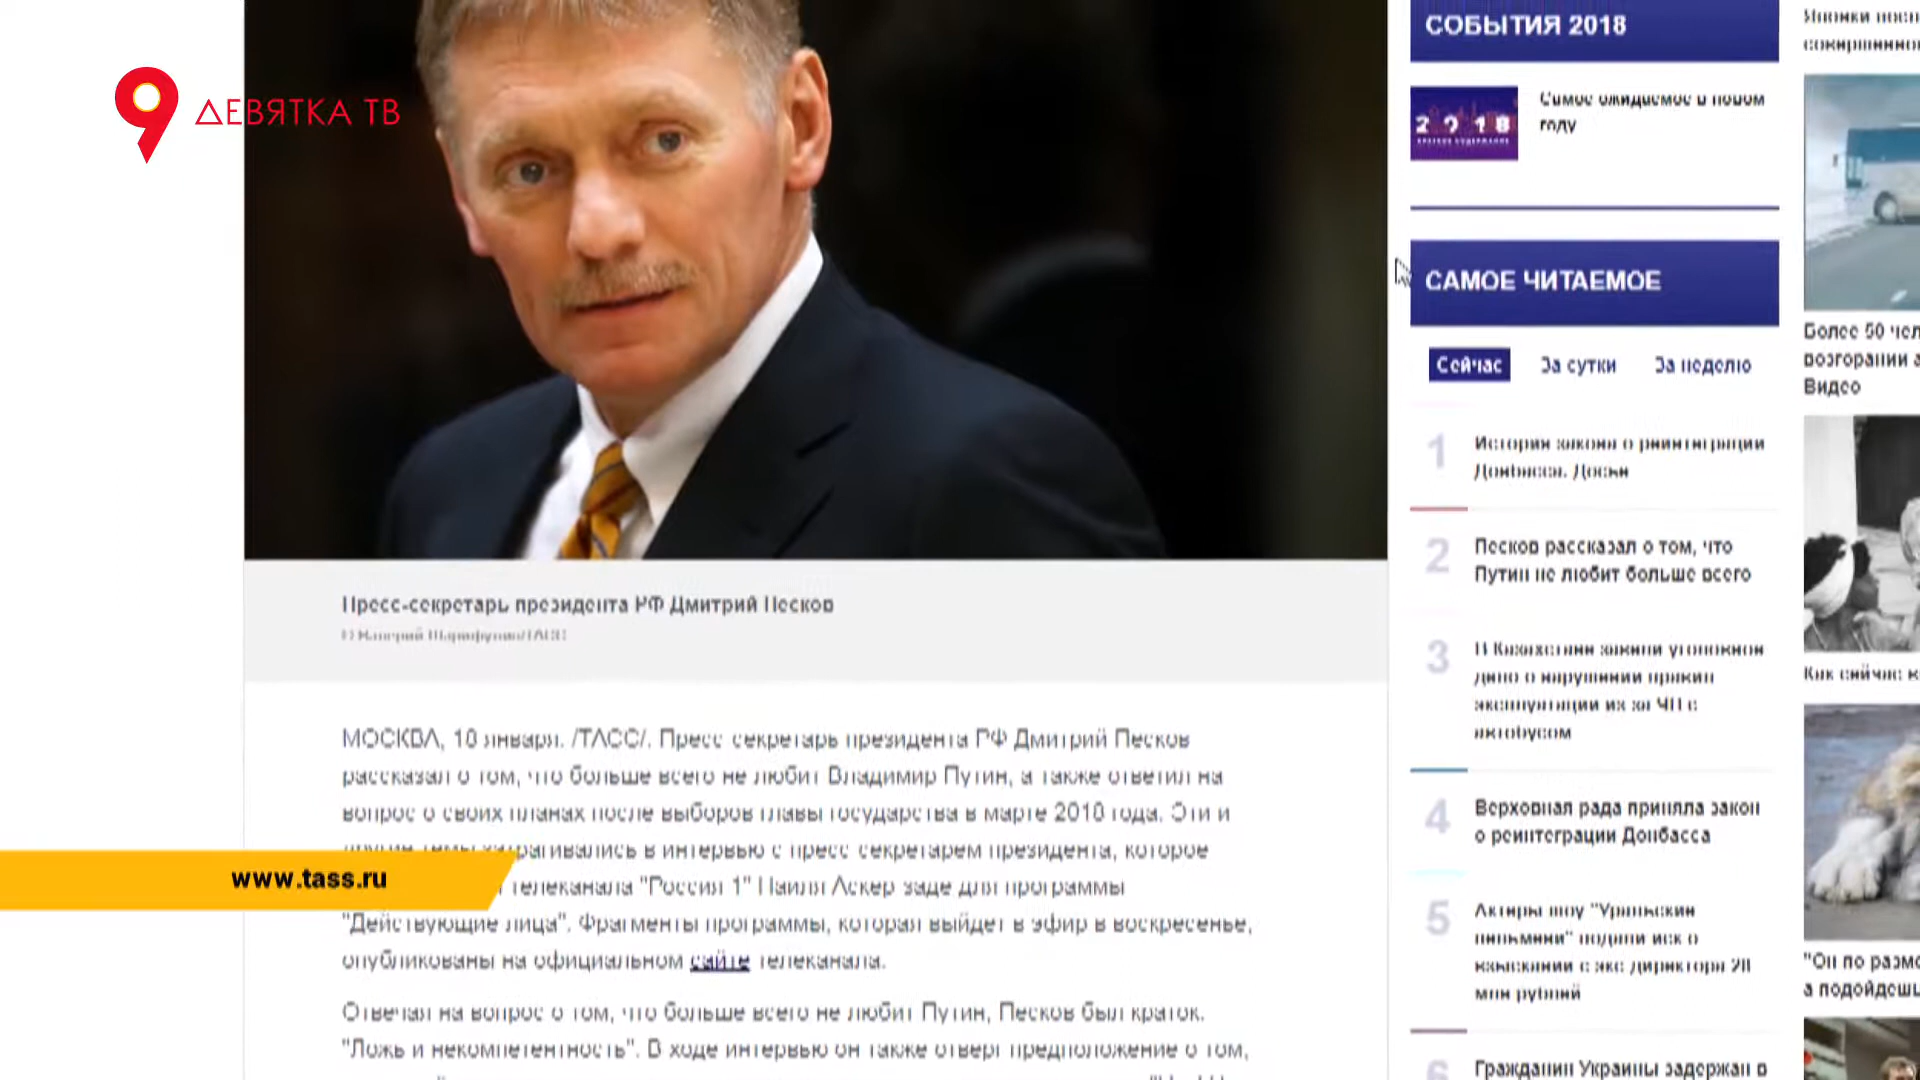 ДЕВЯТКА ТВ
СОБЫТИЯ 2018
Самое ожидаемое в новом
году
2018
САМОЕ ЧИТАЕМОЕ
Сейчас За сутки За неделю
1 История закона о реинтеграции
Донбасса. Досье
2 Песков рассказал о том, что
Путин не любит больше всего
3 В Казахстане завели уголовное
дело о нарушении правил
эксплуатации из-за ЧП с
автобусом
4 Верховная рада приняла закон
о реинтеграции Донбасса
5 Актеры шоу "Уральские
пельмени" подали иск о
взыскании с экс-директора 28
млн рублей
6 Гражданин Украины задержан в
Более 50 чел
возгорании а
Видео
Как сейчас
"Он по разм
а подойдешь
Пресс-секретарь президента РФ Дмитрий Песков
МОСКВА, 18 января. /ТАСС/. Пресс-секретарь президента РФ Дмитрий Песков
рассказал о том, что больше всего не любит Владимир Путин, а также ответил на
вопрос о своих планах после выборов главы государства в марте 2018 года. Эти и
другие темы затрагивались в интервью с пресс-секретарем президента, которое
телеканала "Россия 1" Наиля Аскер-заде для программы
"Действующие лица". Фрагменты программы, которая выйдет в эфир в воскресенье,
опубликованы на официальном сайте телеканала.
Отвечая на вопрос о том, что больше всего не любит Путин, Песков был краток.
"Ложь и некомпетентность". В ходе интервью он также отверг предположение о том,
www.tass.ru